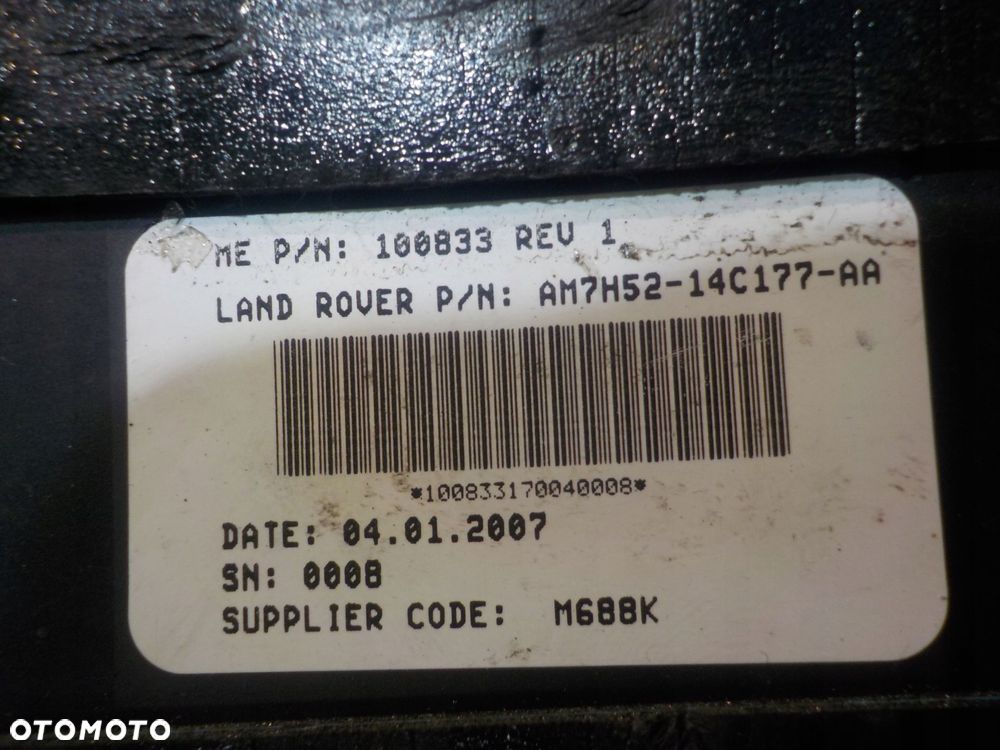 ME P/N: 100833 REV 1
LAND ROVER P/N: AM7H52-14C177-AA
*100833170040008*
DATE: 04.01.2007
SN: 0008
SUPPLIER CODE: M688K
OTOMOTO